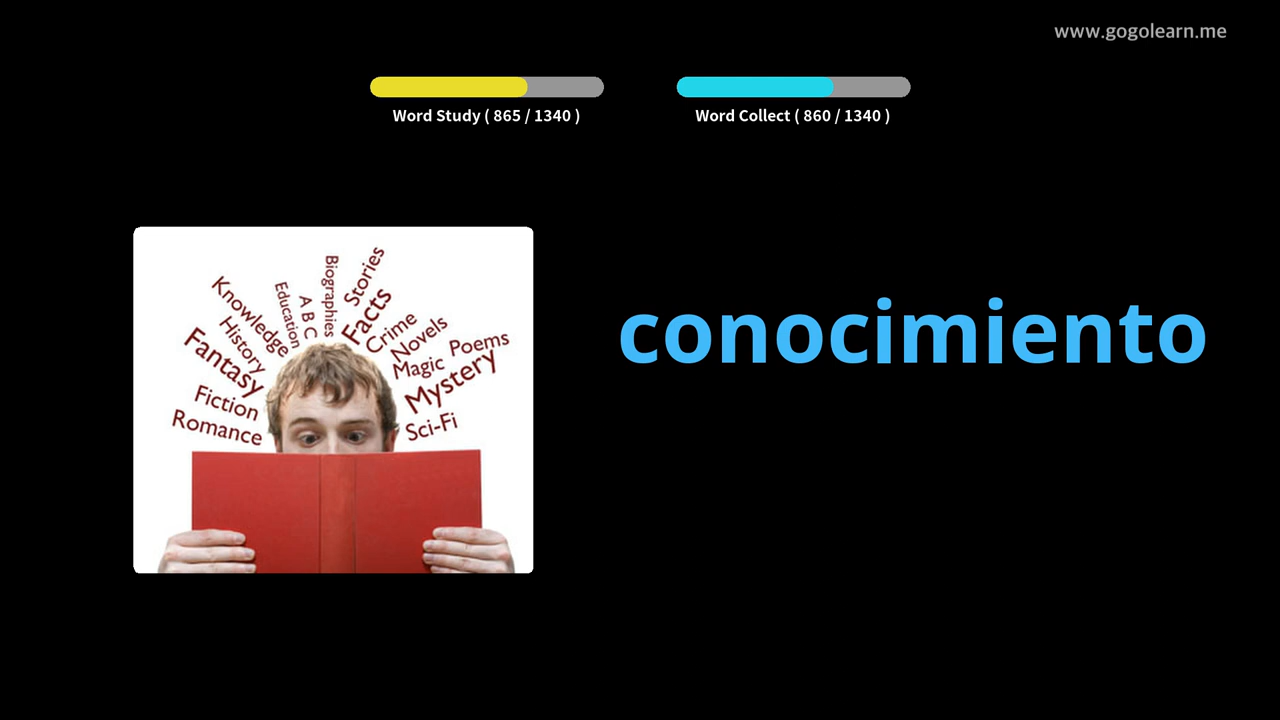 www.gogolearn.me
Word Study ( 865 / 1340 )
Word Collect ( 860 / 1340 )
Romance
Fiction
Fantasy
History
Knowledge
Education
A B C
Biographies
Stories
Facts
Crime
Novels
Magic
Poems
Mystery
Sci-Fi
conocimiento